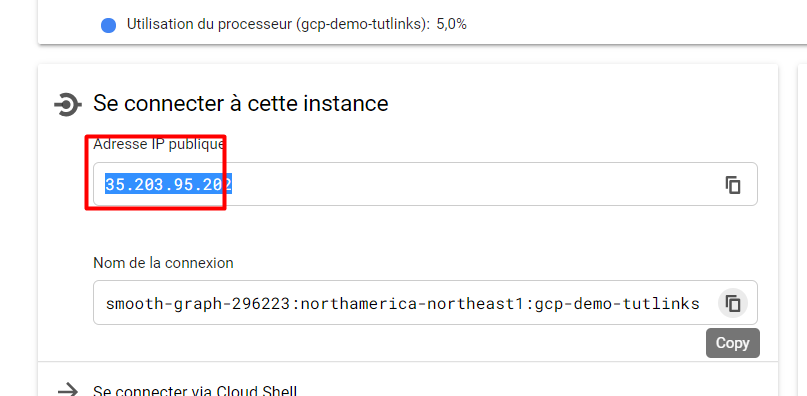 Utilisation du processeur (gcp-demo-tutlinks): 5,0%
Se connecter à cette instance
Adresse IP publique
35.203.95.202
Nom de la connexion
smooth-graph-296223:northamerica-northeast1:gcp-demo-tutlinks
Copy
Se connecter via Cloud Shell